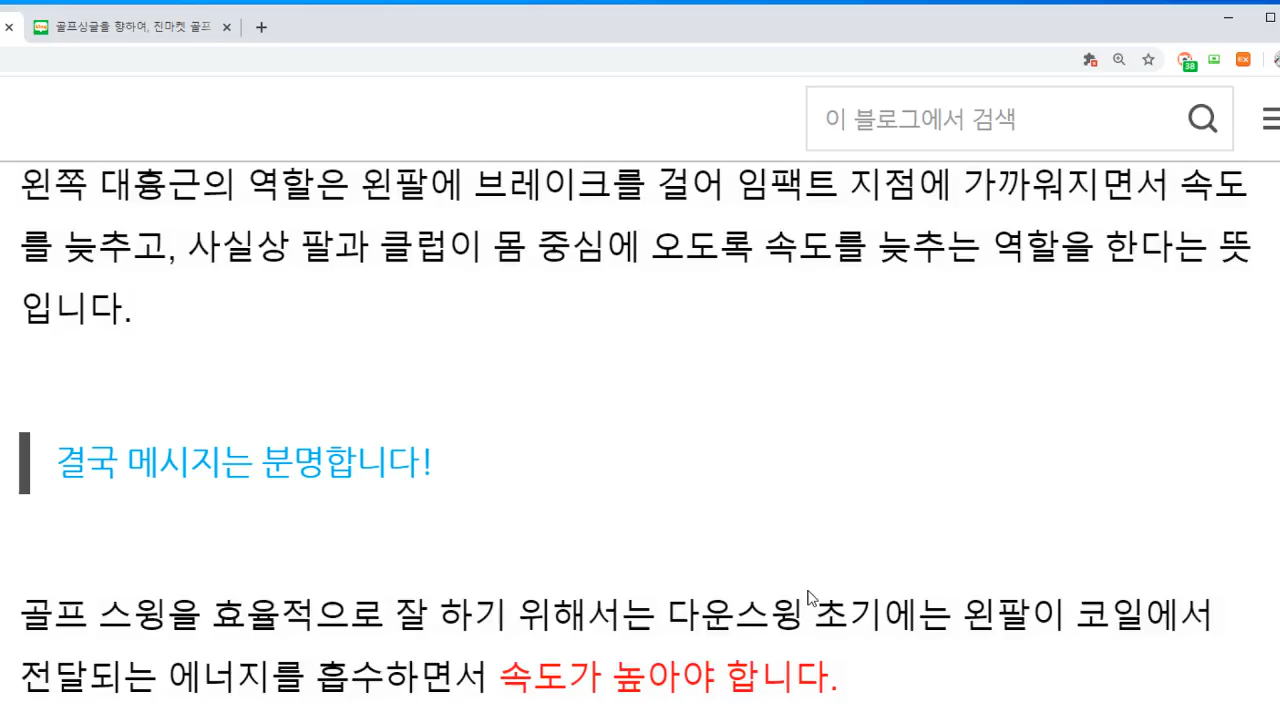 골프싱글을 향하여, 진마켓 골프
38
EX
이 블로그에서 검색
왼쪽 대흉근의 역할은 왼팔에 브레이크를 걸어 임팩트 지점에 가까워지면서 속도
를 늦추고, 사실상 팔과 클럽이 몸 중심에 오도록 속도를 늦추는 역할을 한다는 뜻
입니다.
결국 메시지는 분명합니다!
골프 스윙을 효율적으로 잘 하기 위해서는 다운스윙 초기에는 왼팔이 코일에서
전달되는 에너지를 흡수하면서 속도가 높아야 합니다.